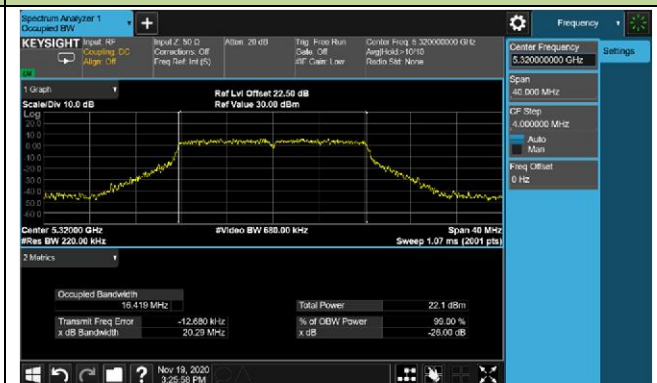 Spectrum Analyzer 1
Occupied BW
Frequency
KEYSIGHT
Input: RF
Coupling: DC
Align: Off
Input Z: 50 Ω
Corrections: Off
Freq Ref: Int (S)
Atten: 20 dB
Trig: Free Run
Gate: Off
#IF Gain: Low
Center Freq: 5.320000000 GHz
Avg|Hold:>10/10
Radio Std: None
Center Frequency
5.320000000 GHz
Settings
Span
40.000 MHz
CF Step
4.000000 MHz
Auto
Man
Freq Offset
0 Hz
1 Graph
Scale/Div 10.0 dB
Ref Lvl Offset 22.50 dB
Ref Value 30.00 dBm
Log
20.0
10.0
0.00
-10.0
-20.0
-30.0
-40.0
-50.0
-60.0
Center 5.32000 GHz
#Video BW 680.00 kHz
Span 40 MHz
#Res BW 220.00 kHz
Sweep 1.07 ms (2001 pts)
2 Metrics
Occupied Bandwidth
16.419 MHz
Total Power
22.1 dBm
Transmit Freq Error
-12.680 kHz
% of OBW Power
99.00 %
x dB Bandwidth
20.29 MHz
x dB
-26.00 dB
Nov 19, 2020
3:25:58 PM